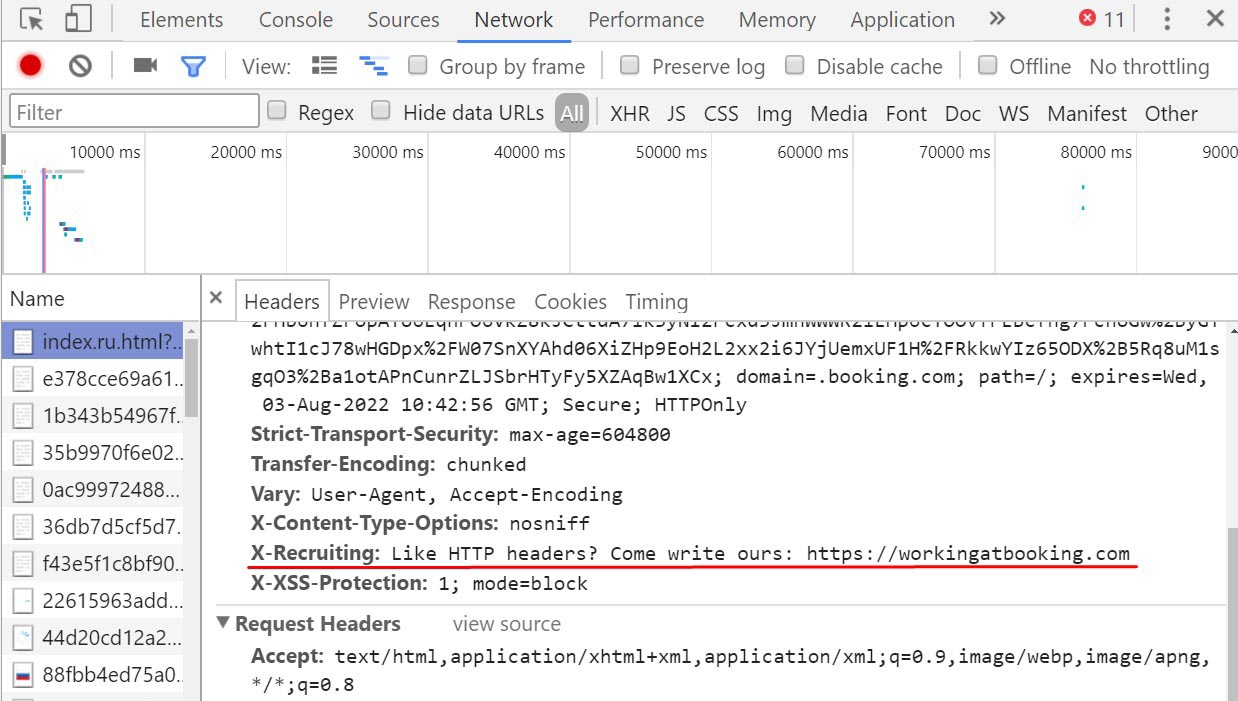 Elements Console Sources Network Performance Memory Application » 11
View: Group by frame Preserve log Disable cache Offline No throttling
Filter Regex Hide data URLs All XHR JS CSS Img Media Font Doc WS Manifest Other
10000 ms 20000 ms 30000 ms 40000 ms 50000 ms 60000 ms 70000 ms 80000 ms 9000
Name
index.ru.html?..
e378cce69a61..
1b343b54967f..
35b9970f6e02..
0ac99972488...
36db7d5cf5d7..
f43e5f1c8bf90...
22615963add...
44d20cd12a2...
88fbb4ed75a0..
× Headers Preview Response Cookies Timing
whtI1cJ78wHGDpx%2FW07SnXYAhd06XiZHp9EoH2L2xx2i6JYjUemxUF1H%2FRkkwYIz65ODX%2B5Rq8uM1s
gqO3%2Ba1otAPnCunrZLJSbrHTyFy5XZAqBw1XCx; domain=.booking.com; path=/; expires=Wed,
03-Aug-2022 10:42:56 GMT; Secure; HTTPOnly
Strict-Transport-Security: max-age=604800
Transfer-Encoding: chunked
Vary: User-Agent, Accept-Encoding
X-Content-Type-Options: nosniff
X-Recruiting: Like HTTP headers? Come write ours: https://workingatbooking.com
X-XSS-Protection: 1; mode=block
▼ Request Headers view source
Accept: text/html,application/xhtml+xml,application/xml;q=0.9,image/webp,image/apng,
*/*;q=0.8